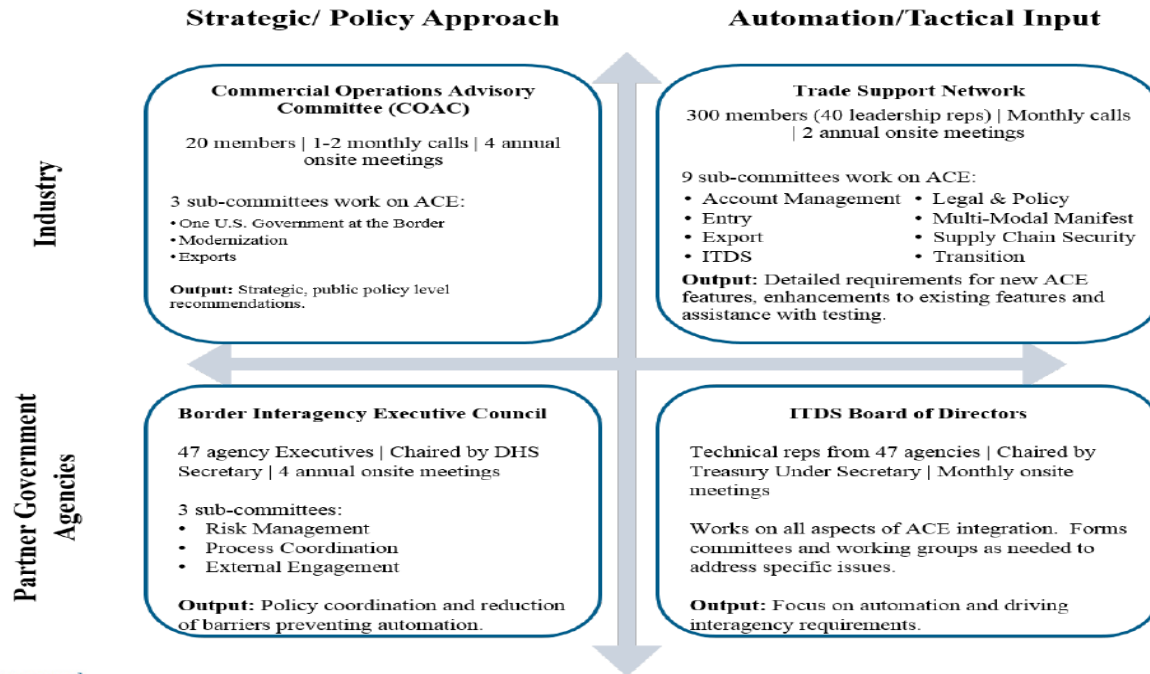 Strategic/ Policy Approach
Automation/Tactical Input
Industry
Commercial Operations Advisory
Committee (COAC)
20 members | 1-2 monthly calls | 4 annual
onsite meetings
3 sub-committees work on ACE:
•One U.S. Government at the Border
•Modernization
•Exports
Output: Strategic, public policy level
recommendations.
Trade Support Network
300 members (40 leadership reps) | Monthly calls
| 2 annual onsite meetings
9 sub-committees work on ACE:
• Account Management
• Entry
• Export
• ITDS
• Legal & Policy
• Multi-Modal Manifest
• Supply Chain Security
• Transition
Output: Detailed requirements for new ACE
features, enhancements to existing features and
assistance with testing.
Partner Government
Agencies
Border Interagency Executive Council
47 agency Executives | Chaired by DHS
Secretary | 4 annual onsite meetings
3 sub-committees:
• Risk Management
• Process Coordination
• External Engagement
Output: Policy coordination and reduction
of barriers preventing automation.
ITDS Board of Directors
Technical reps from 47 agencies | Chaired by
Treasury Under Secretary | Monthly onsite
meetings
Works on all aspects of ACE integration. Forms
committees and working groups as needed to
address specific issues.
Output: Focus on automation and driving
interagency requirements.